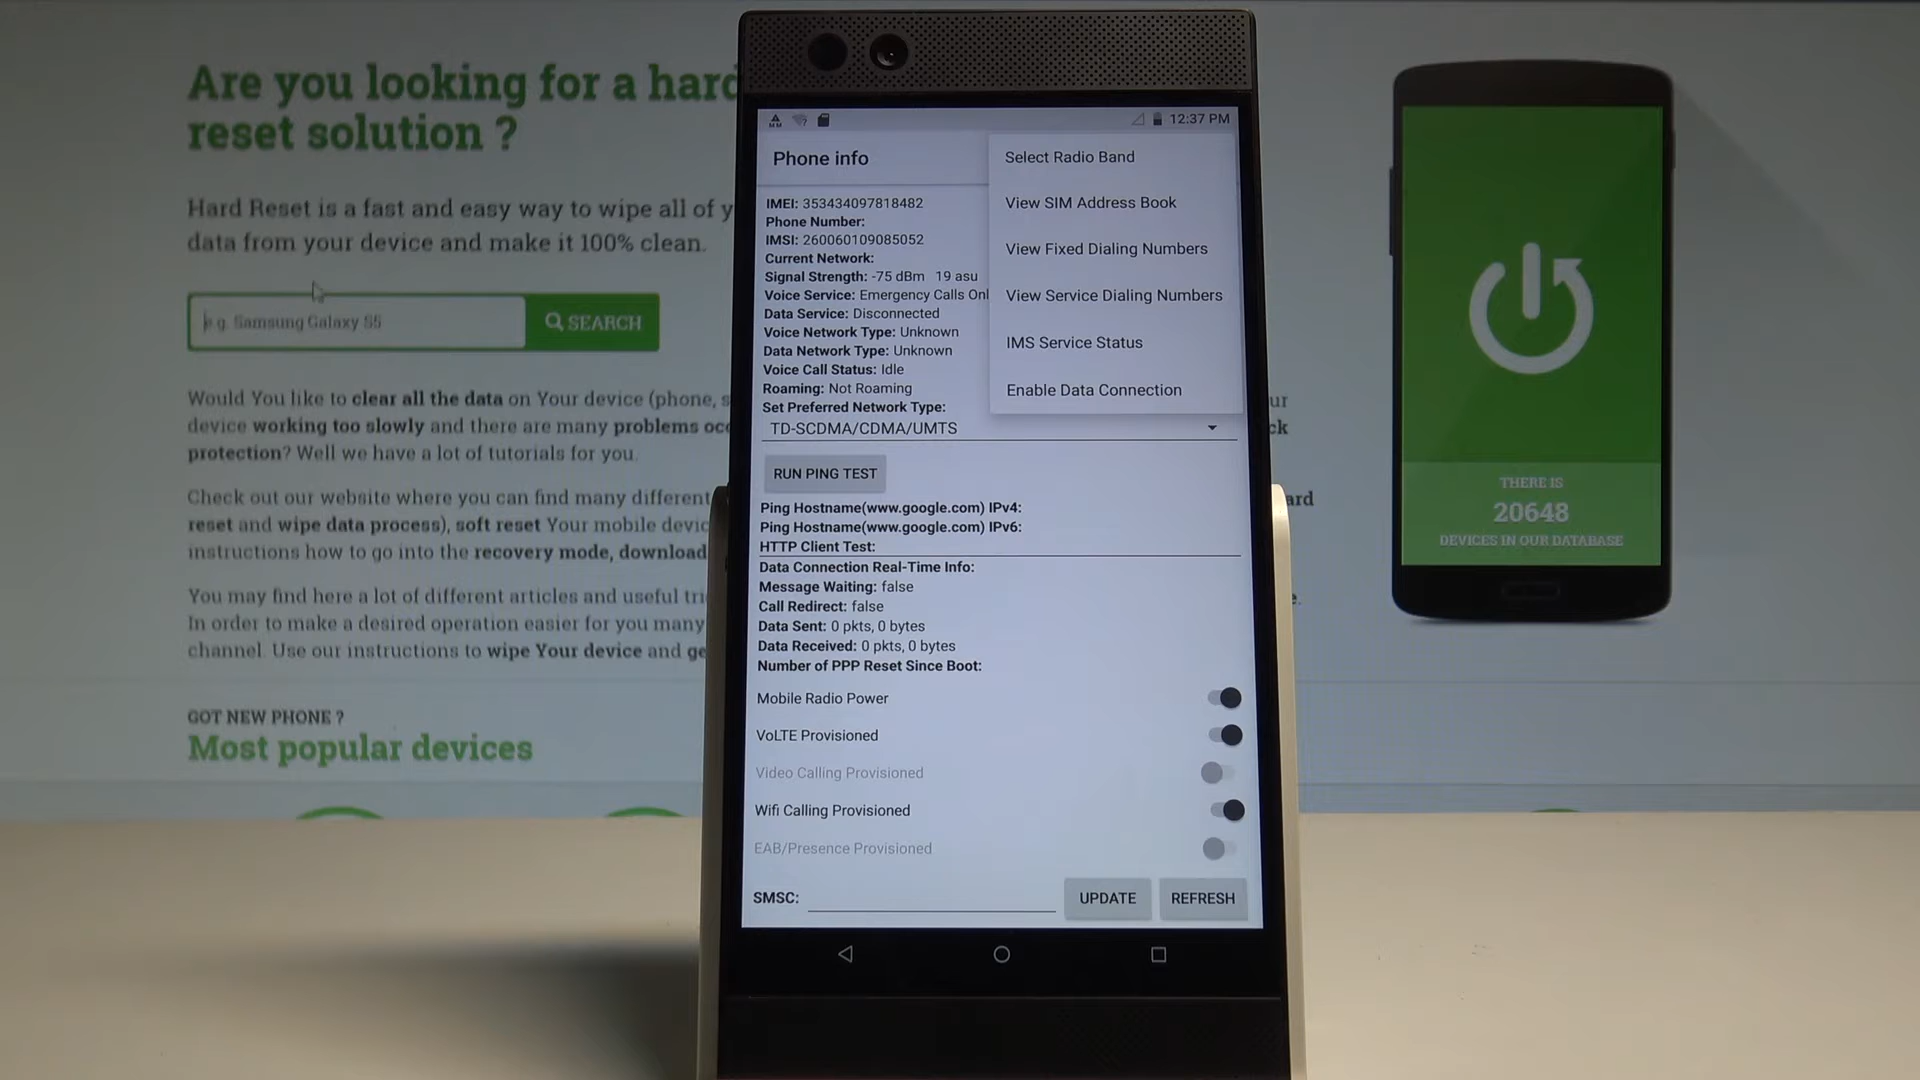 Are you looking for a hard
reset solution ?
Hard Reset is a fast and easy way to wipe all of y
data from your device and make it 100% clean.
e.g. Samsung Galaxy S5
SEARCH
Would You like to clear all the data on Your device (phone, s
device working too slowly and there are many problems occ
protection? Well we have a lot of tutorials for you.
Check out our website where you can find many different
reset and wipe data process), soft reset Your mobile devic
instructions how to go into the recovery mode, download
You may find here a lot of different articles and useful tri
In order to make a desired operation easier for you many
channel. Use our instructions to wipe Your device and ge
GOT NEW PHONE ?
Most popular devices
12:37 PM
Phone info
Select Radio Band
View SIM Address Book
View Fixed Dialing Numbers
View Service Dialing Numbers
IMS Service Status
Enable Data Connection
IMEI: 353434097818482
Phone Number:
IMSI: 260060109085052
Current Network:
Signal Strength: -75 dBm 19 asu
Voice Service: Emergency Calls Onl
Data Service: Disconnected
Voice Network Type: Unknown
Data Network Type: Unknown
Voice Call Status: Idle
Roaming: Not Roaming
Set Preferred Network Type:
TD-SCDMA/CDMA/UMTS
RUN PING TEST
Ping Hostname(www.google.com) IPv4:
Ping Hostname(www.google.com) IPv6:
HTTP Client Test:
Data Connection Real-Time Info:
Message Waiting: false
Call Redirect: false
Data Sent: 0 pkts, 0 bytes
Data Received: 0 pkts, 0 bytes
Number of PPP Reset Since Boot:
Mobile Radio Power
VoLTE Provisioned
Video Calling Provisioned
Wifi Calling Provisioned
EAB/Presence Provisioned
SMSC:
UPDATE
REFRESH
ur
ck
ard
e.
THERE IS
20648
DEVICES IN OUR DATABASE